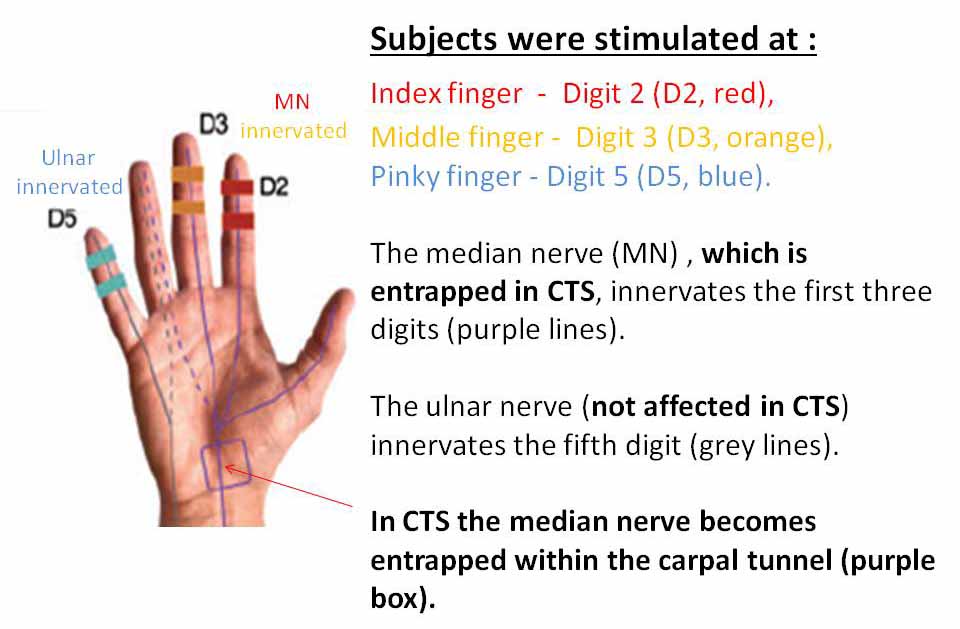 Subjects were stimulated at :
Index finger - Digit 2 (D2, red),
Middle finger - Digit 3 (D3, orange),
Pinky finger - Digit 5 (D5, blue).
The median nerve (MN) , which is
entrapped in CTS, innervates the first three
digits (purple lines).
The ulnar nerve (not affected in CTS)
innervates the fifth digit (grey lines).
In CTS the median nerve becomes
entrapped within the carpal tunnel (purple
box).
MN
innervated
D3
D2
Ulnar
innervated
D5